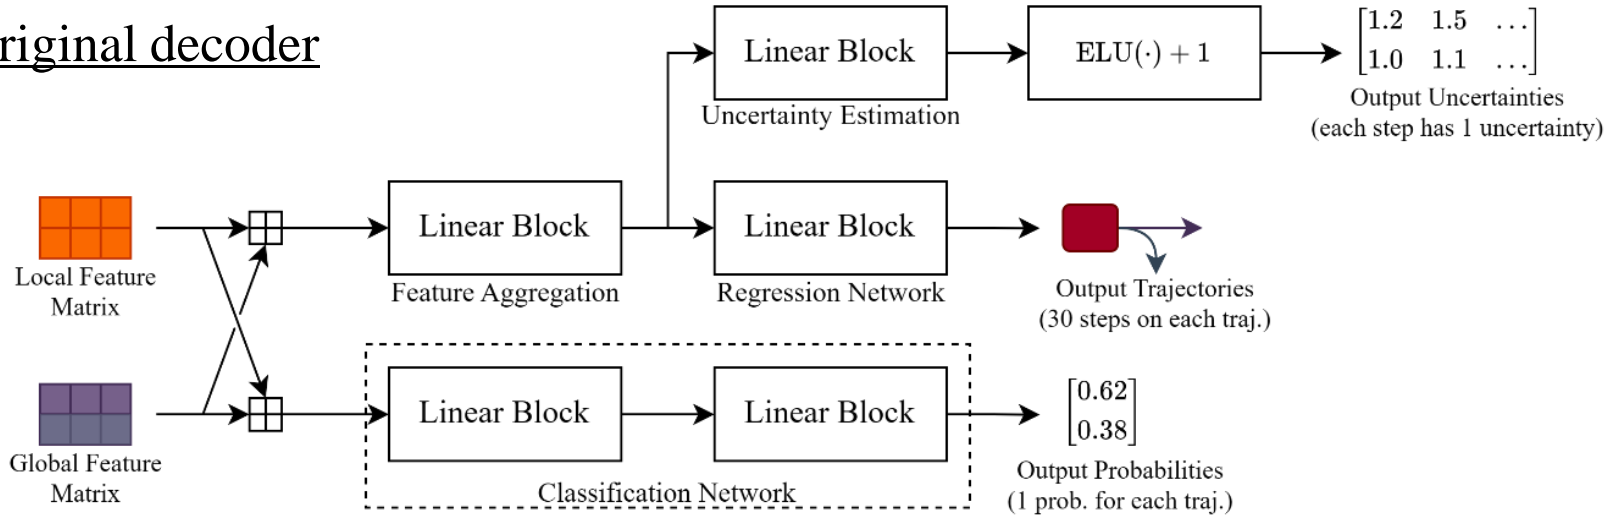 riginal decoder
Linear Block
Uncertainty Estimation
ELU(·) + 1
[1.2 1.5 ...]
[1.0 1.1 ...]
Output Uncertainties
(each step has 1 uncertainty)
Local Feature
Matrix
Linear Block
Feature Aggregation
Linear Block
Regression Network
Output Trajectories
(30 steps on each traj.)
Global Feature
Matrix
Linear Block
Linear Block
Classification Network
[0.62]
[0.38]
Output Probabilities
(1 prob. for each traj.)